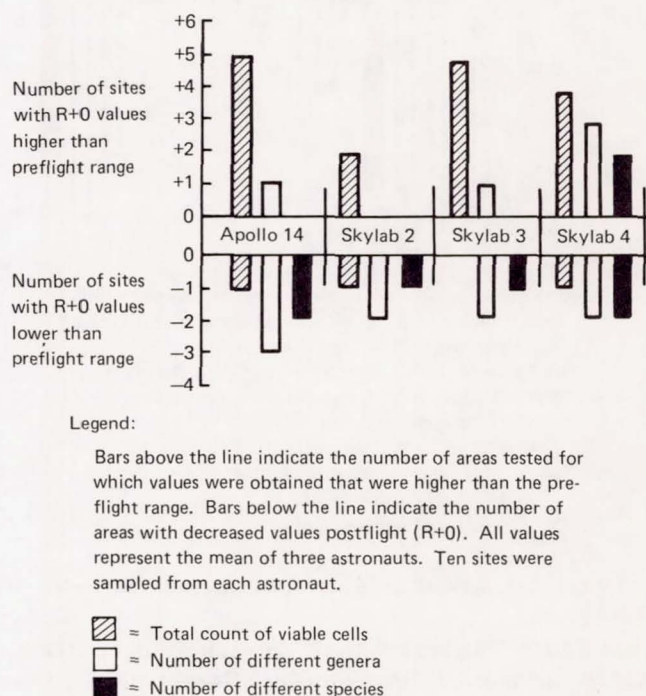 +6
+5
Number of sites
+4
with R+0 values
+3
higher than
+2
preflight range
+1
0
Apollo 14
Skylab 2
Skylab 3
Skylab 4
0
Number of sites
−1
with R+0 values
−2
lower than
−3
preflight range
−4
Legend:
Bars above the line indicate the number of areas tested for
which values were obtained that were higher than the pre-
flight range. Bars below the line indicate the number of
areas with decreased values postflight (R+0). All values
represent the mean of three astronauts. Ten sites were
sampled from each astronaut.
= Total count of viable cells
= Number of different genera
= Number of different species